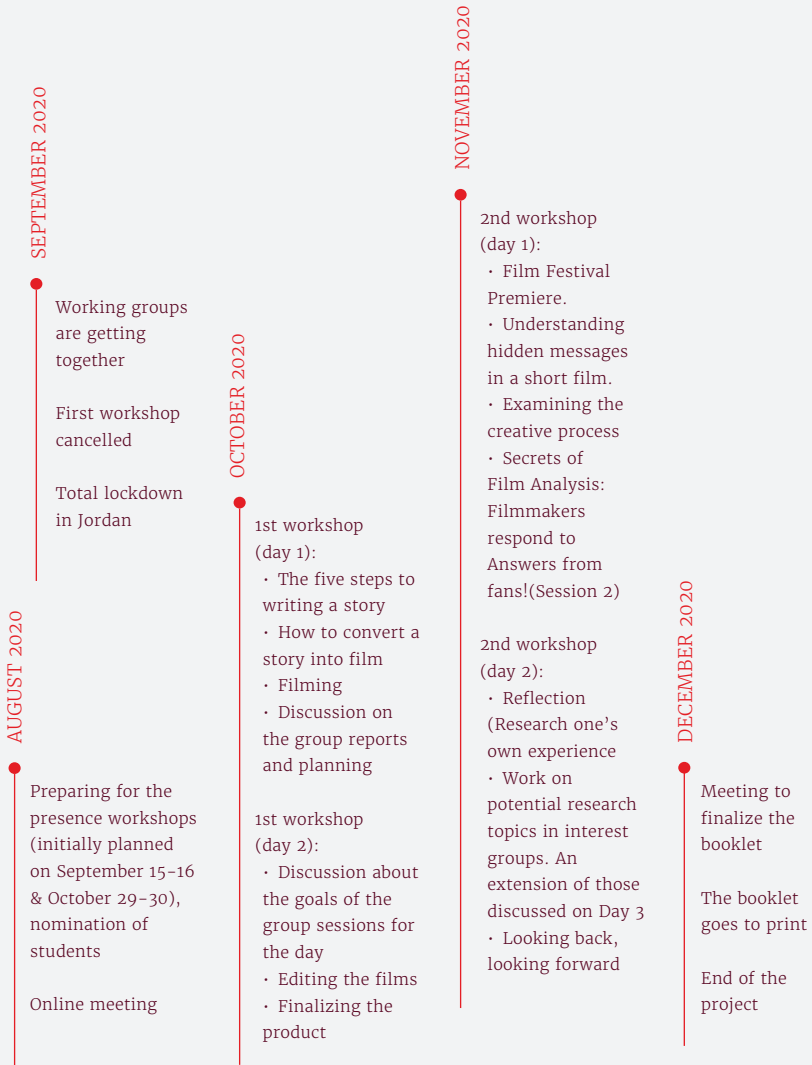 AUGUST 2020
Preparing for the
presence workshops
(initially planned
on September 15-16
& October 29-30),
nomination of
students
Online meeting
SEPTEMBER 2020
Working groups
are getting
together
First workshop
cancelled
Total lockdown
in Jordan
OCTOBER 2020
1st workshop
(day 1):
· The five steps to
writing a story
· How to convert a
story into film
· Filming
· Discussion on
the group reports
and planning
1st workshop
(day 2):
· Discussion about
the goals of the
group sessions for
the day
· Editing the films
· Finalizing the
product
NOVEMBER 2020
2nd workshop
(day 1):
· Film Festival
Premiere.
· Understanding
hidden messages
in a short film.
· Examining the
creative process
· Secrets of
Film Analysis:
Filmmakers
respond to
Answers from
fans!(Session 2)
2nd workshop
(day 2):
· Reflection
(Research one’s
own experience
· Work on
potential research
topics in interest
groups. An
extension of those
discussed on Day 3
· Looking back,
looking forward
DECEMBER 2020
Meeting to
finalize the
booklet
The booklet
goes to print
End of the
project